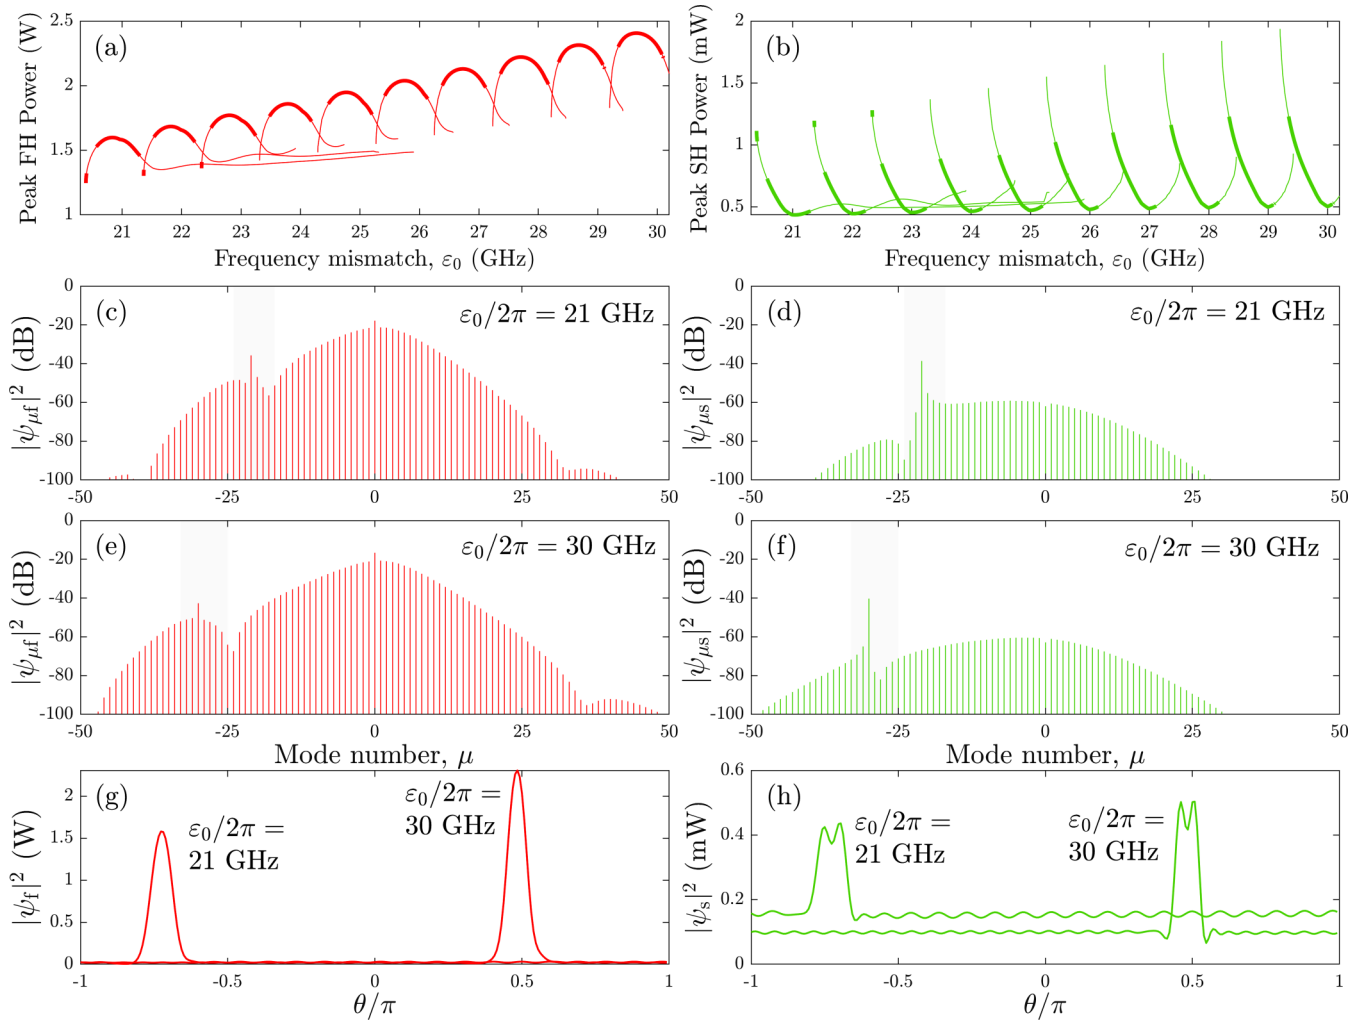 (a)
Peak FH Power (W)
2.5
2
1.5
1
21 22 23 24 25 26 27 28 29 30
Frequency mismatch, ε₀ (GHz)
(b)
Peak SH Power (mW)
2
1.5
1
0.5
21 22 23 24 25 26 27 28 29 30
Frequency mismatch, ε₀ (GHz)
(c)
ε₀/2π = 21 GHz
|ψμf|² (dB)
0
-20
-40
-60
-80
-100
-50 -25 0 25 50
(d)
ε₀/2π = 21 GHz
|ψμs|² (dB)
0
-20
-40
-60
-80
-100
-50 -25 0 25 50
(e)
ε₀/2π = 30 GHz
|ψμf|² (dB)
0
-20
-40
-60
-80
-100
-50 -25 0 25 50
Mode number, μ
(f)
ε₀/2π = 30 GHz
|ψμs|² (dB)
0
-20
-40
-60
-80
-100
-50 -25 0 25 50
Mode number, μ
(g)
ε₀/2π =
21 GHz
ε₀/2π =
30 GHz
|ψf|² (W)
2
1.5
1
0.5
0
-1 -0.5 0 0.5 1
θ/π
(h)
ε₀/2π =
21 GHz
ε₀/2π =
30 GHz
|ψs|² (mW)
0.6
0.4
0.2
0
-1 -0.5 0 0.5 1
θ/π